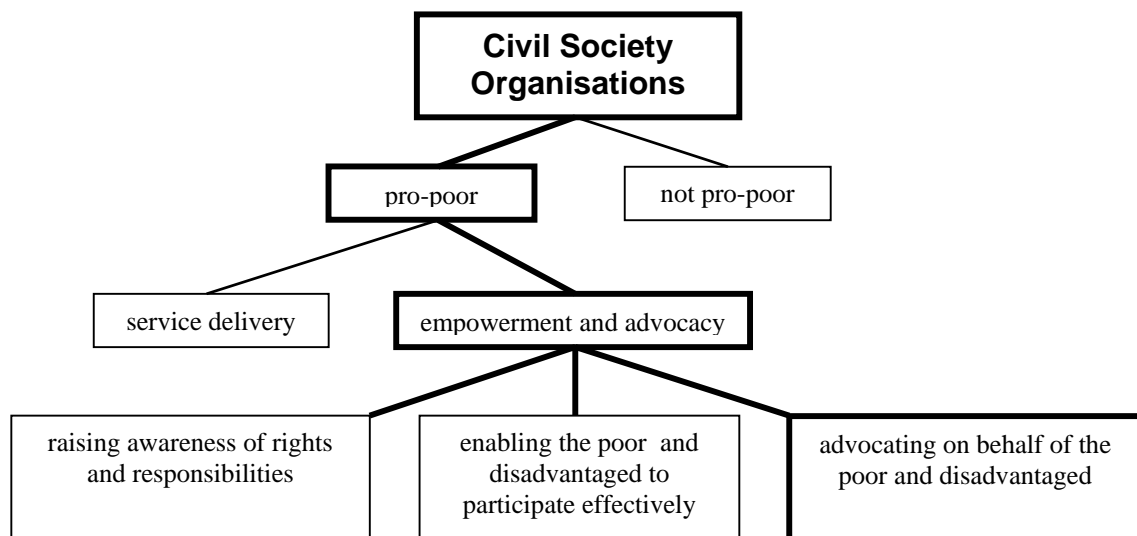 Civil Society
Organisations
pro-poor
not pro-poor
service delivery
empowerment and advocacy
raising awareness of rights
and responsibilities
enabling the poor and
disadvantaged to
participate effectively
advocating on behalf of the
poor and disadvantaged